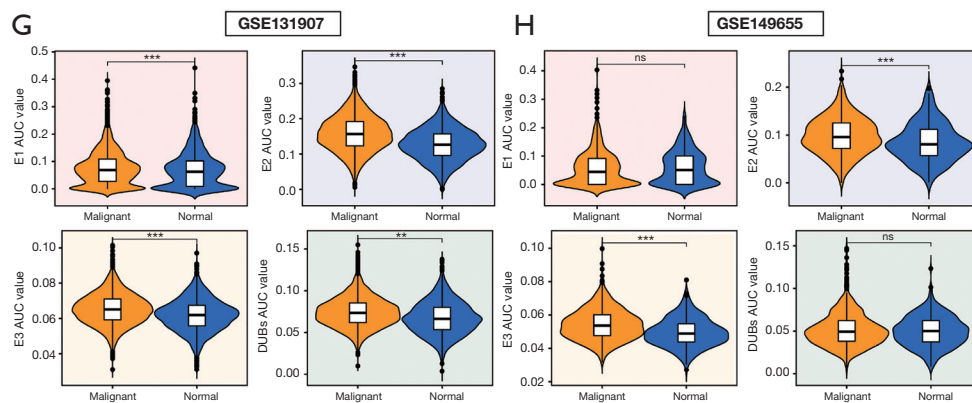 G
GSE131907
E1 AUC value
0.5
0.4
0.3
0.2
0.1
0.0
***
Malignant Normal
E2 AUC value
0.3
0.2
0.1
0.0
***
Malignant Normal
E3 AUC value
0.10
0.08
0.06
0.04
***
Malignant Normal
DUBs AUC value
0.15
0.10
0.05
0.00
**
Malignant Normal
H
GSE149655
E1 AUC value
0.4
0.3
0.2
0.1
0.0
ns
Malignant Normal
E2 AUC value
0.2
0.1
0.0
***
Malignant Normal
E3 AUC value
0.10
0.08
0.06
0.04
0.02
***
Malignant Normal
DUBs AUC value
0.15
0.10
0.05
0.00
ns
Malignant Normal